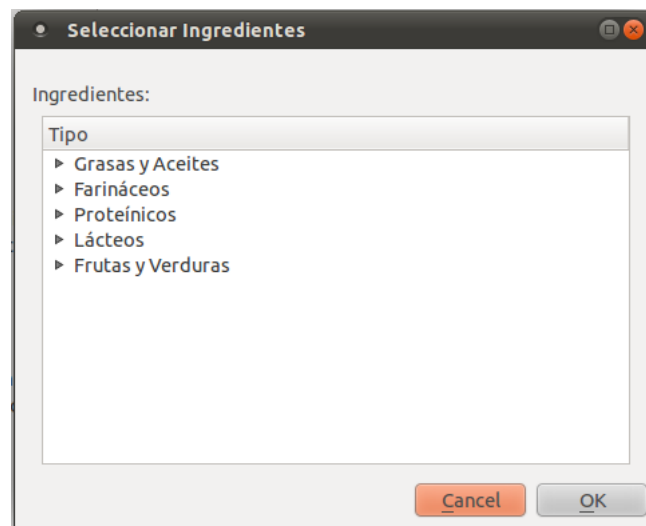 Seleccionar Ingredientes
Ingredientes:
Tipo
Grasas y Aceites
Farináceos
Proteínicos
Lácteos
Frutas y Verduras
Cancel OK